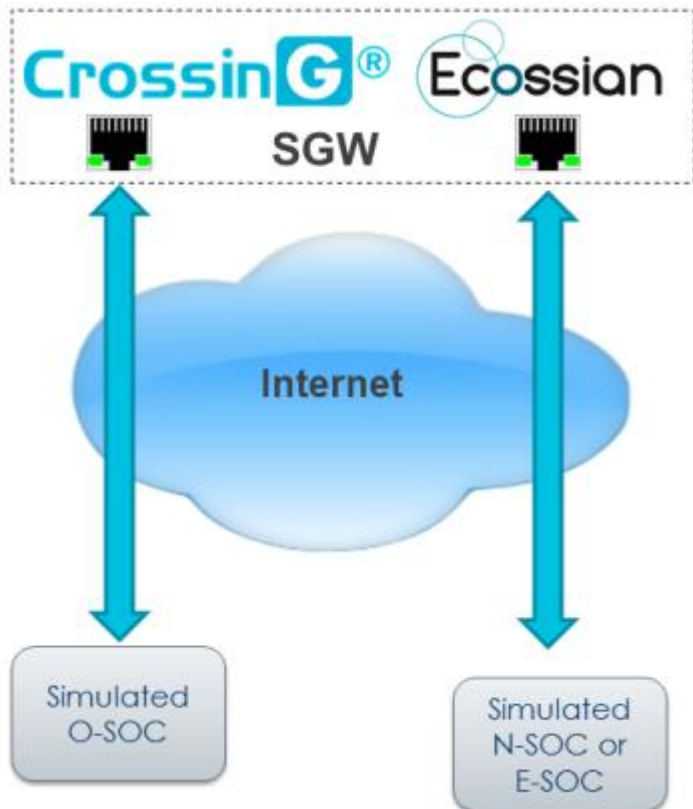 CrossinG® Ecossian
SGW
Internet
Simulated
O-SOC
Simulated
N-SOC or
E-SOC